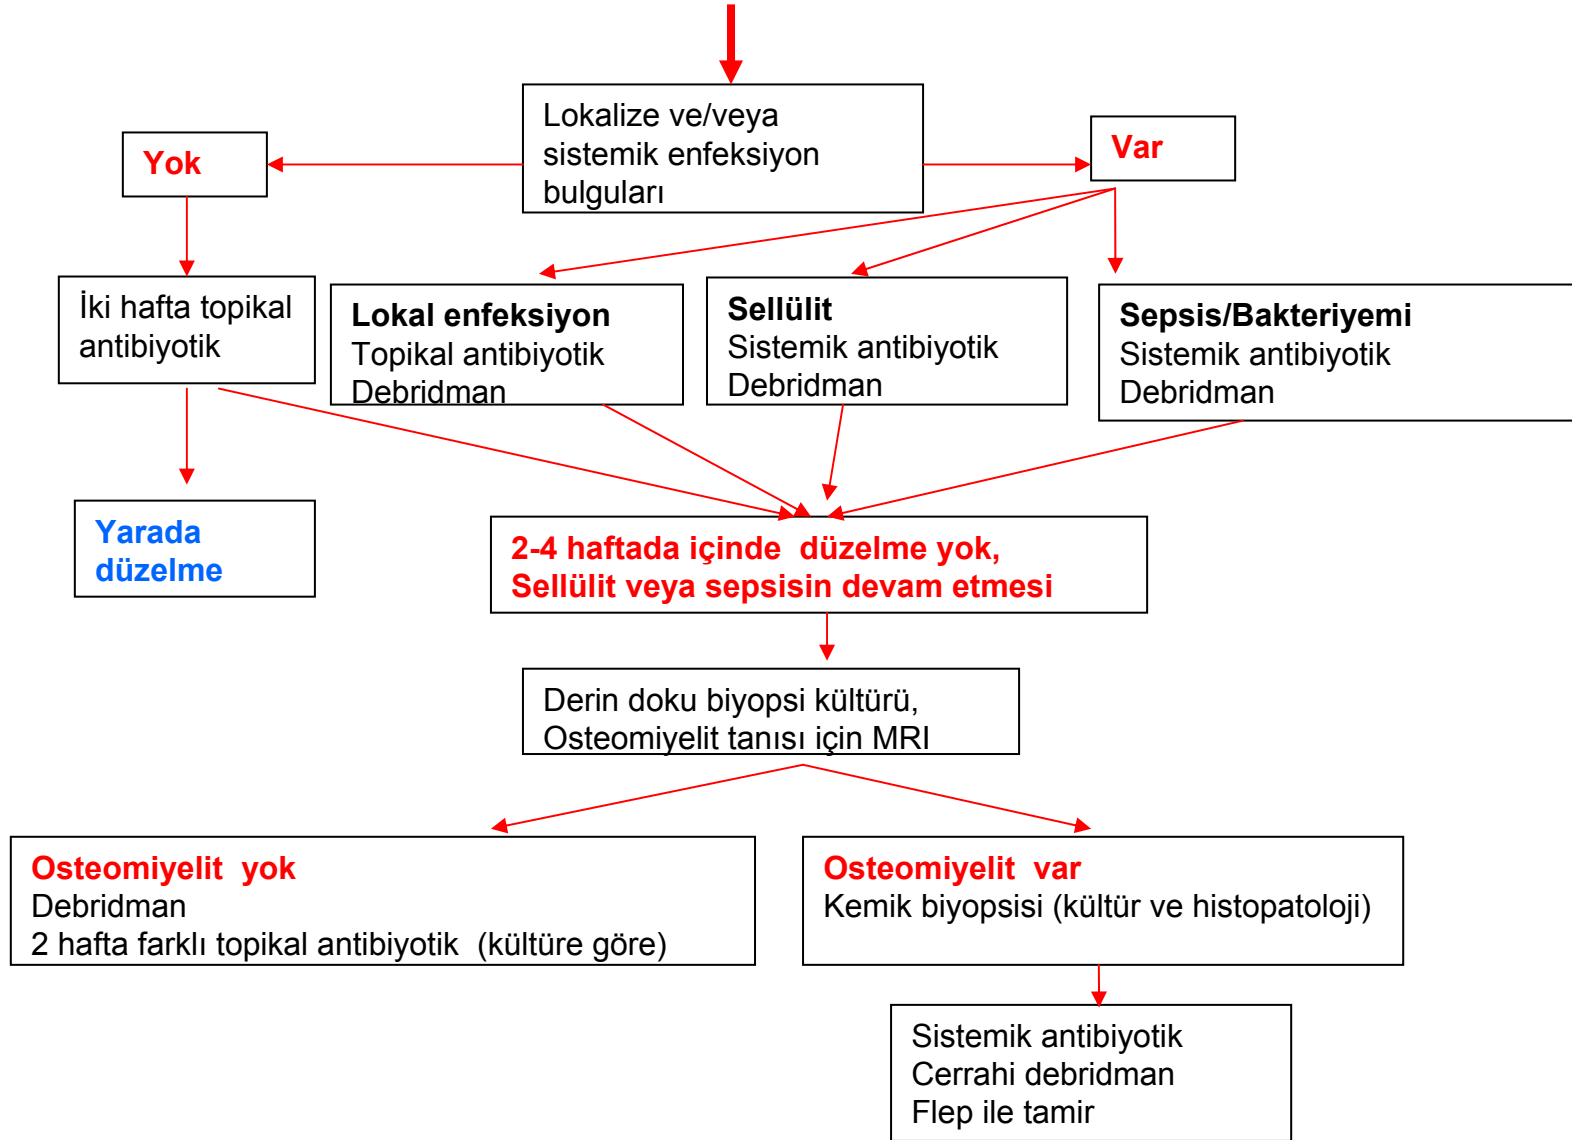 Lokalize ve/veya
sistemik enfeksiyon
bulguları
Yok
Var
İki hafta topikal
antibiyotik
Lokal enfeksiyon
Topikal antibiyotik
Debridman
Sellülit
Sistemik antibiyotik
Debridman
Sepsis/Bakteriyemi
Sistemik antibiyotik
Debridman
Yarada
düzelme
2-4 haftada içinde düzelme yok,
Sellülit veya sepsisin devam etmesi
Derin doku biyopsi kültürü,
Osteomiyelit tanısı için MRI
Osteomiyelit yok
Debridman
2 hafta farklı topikal antibiyotik (kültüre göre)
Osteomiyelit var
Kemik biyopsisi (kültür ve histopatoloji)
Sistemik antibiyotik
Cerrahi debridman
Flep ile tamir